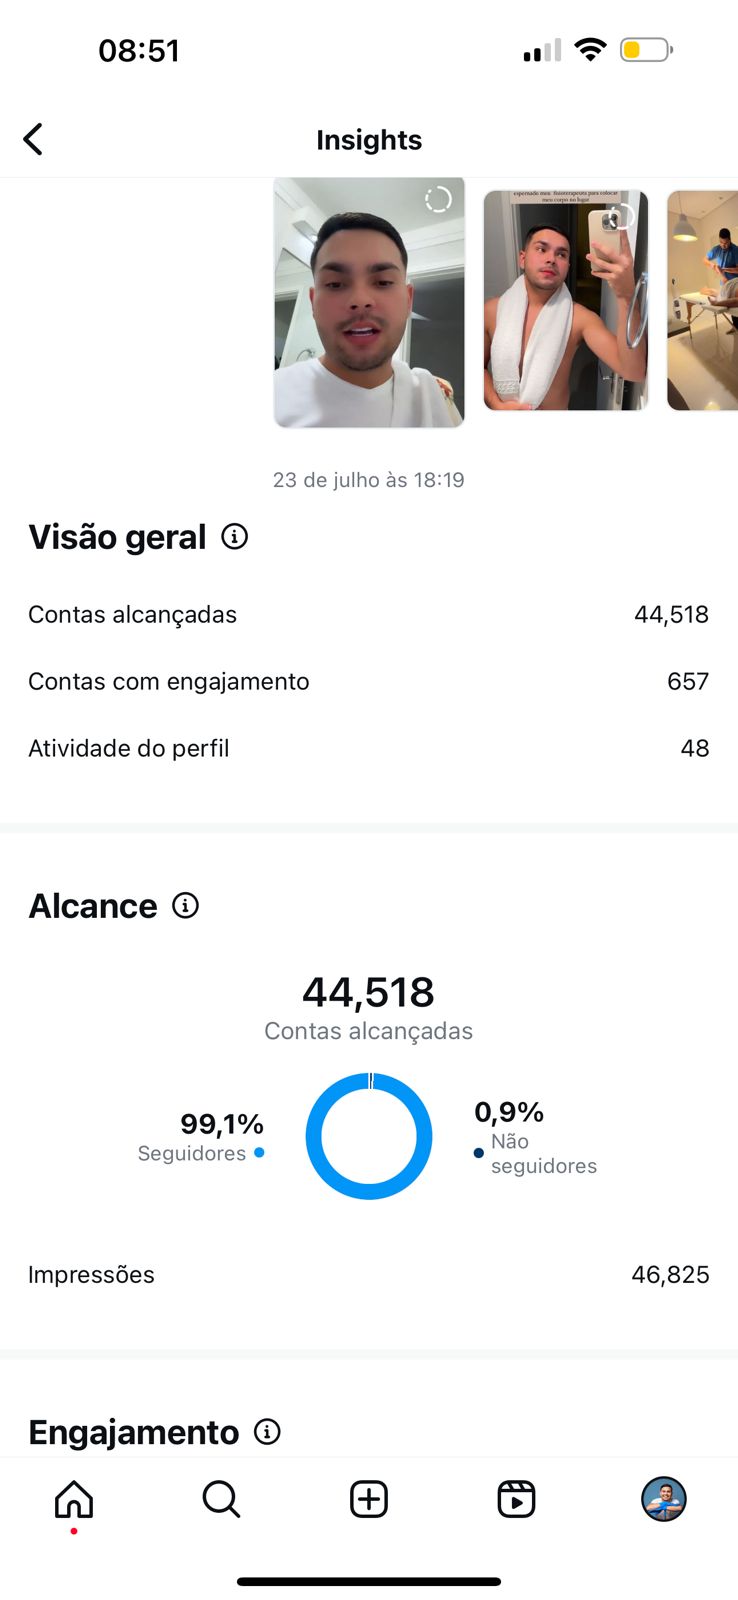 08:51
Insights
esperando meu fisioterapeuta para colocar
meu corpo no lugar
23 de julho às 18:19
Visão geral
Contas alcançadas 44,518
Contas com engajamento 657
Atividade do perfil 48
Alcance
44,518
Contas alcançadas
99,1%
Seguidores
0,9%
Não
seguidores
Impressões 46,825
Engajamento